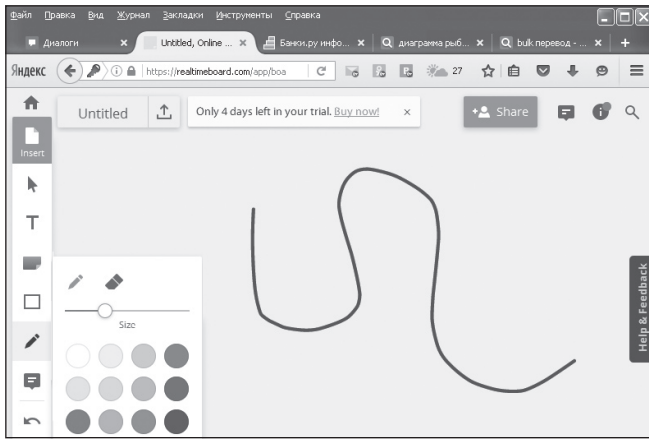 Файл Правка Вид Журнал Закладки Инструменты Справка
Диалоги × Untitled, Online ... × Банки.ру инфо... × диаграмма рыб... × bulk перевод - ... × +
Яндекс https://realtimeboard.com/app/boa 27
Untitled Only 4 days left in your trial. Buy now! × Share
Insert
T
Size
Help & Feedback